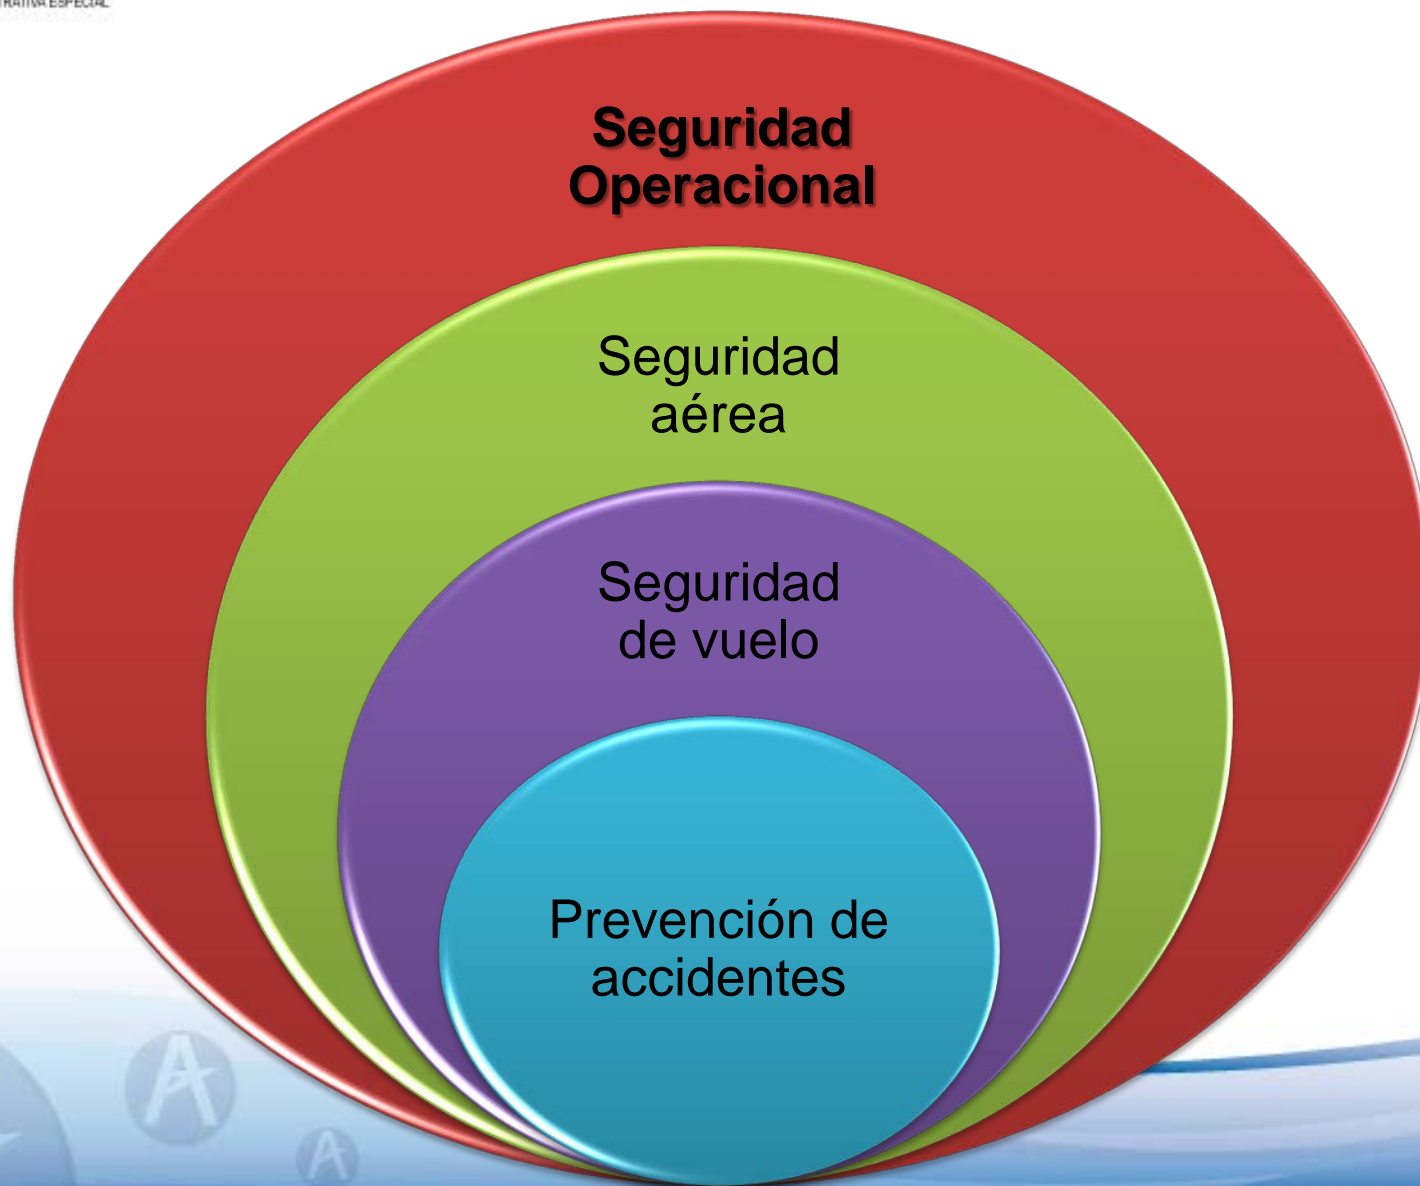 Seguridad
Operacional
Seguridad
aérea
Seguridad
de vuelo
Prevención de
accidentes